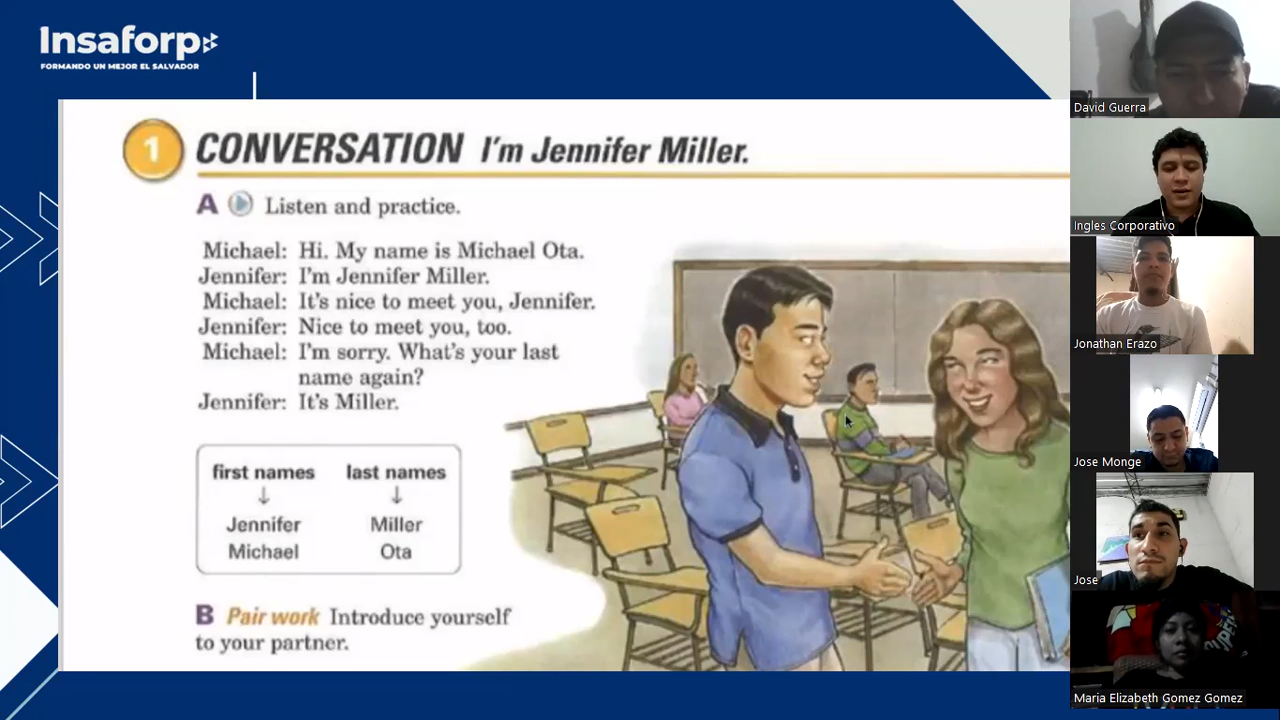 Insaforp
FORMANDO UN MEJOR EL SALVADOR
1 CONVERSATION I'm Jennifer Miller.
A Listen and practice.
Michael: Hi. My name is Michael Ota.
Jennifer: I'm Jennifer Miller.
Michael: It's nice to meet you, Jennifer.
Jennifer: Nice to meet you, too.
Michael: I'm sorry. What's your last
name again?
Jennifer: It's Miller.
first names last names
↓ ↓
Jennifer Miller
Michael Ota
B Pair work Introduce yourself
to your partner.
David Guerra
Ingles Corporativo
Jonathan Erazo
Jose Monge
Jose
Maria Elizabeth Gomez Gomez